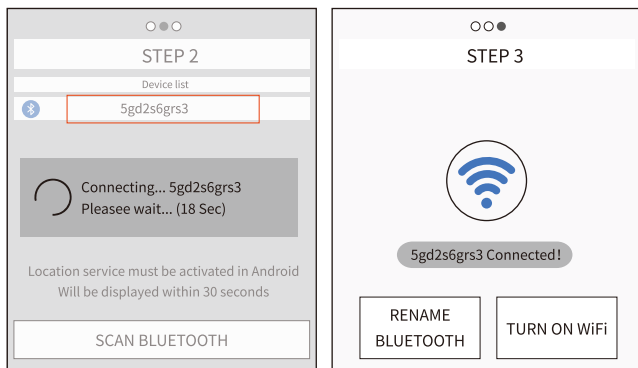 STEP 2
Device list
5gd2s6grs3
Connecting... 5gd2s6grs3
Pleasee wait... (18 Sec)
Location service must be activated in Android
Will be displayed within 30 seconds
SCAN BLUETOOTH
STEP 3
5gd2s6grs3 Connected!
RENAME
BLUETOOTH
TURN ON WiFi